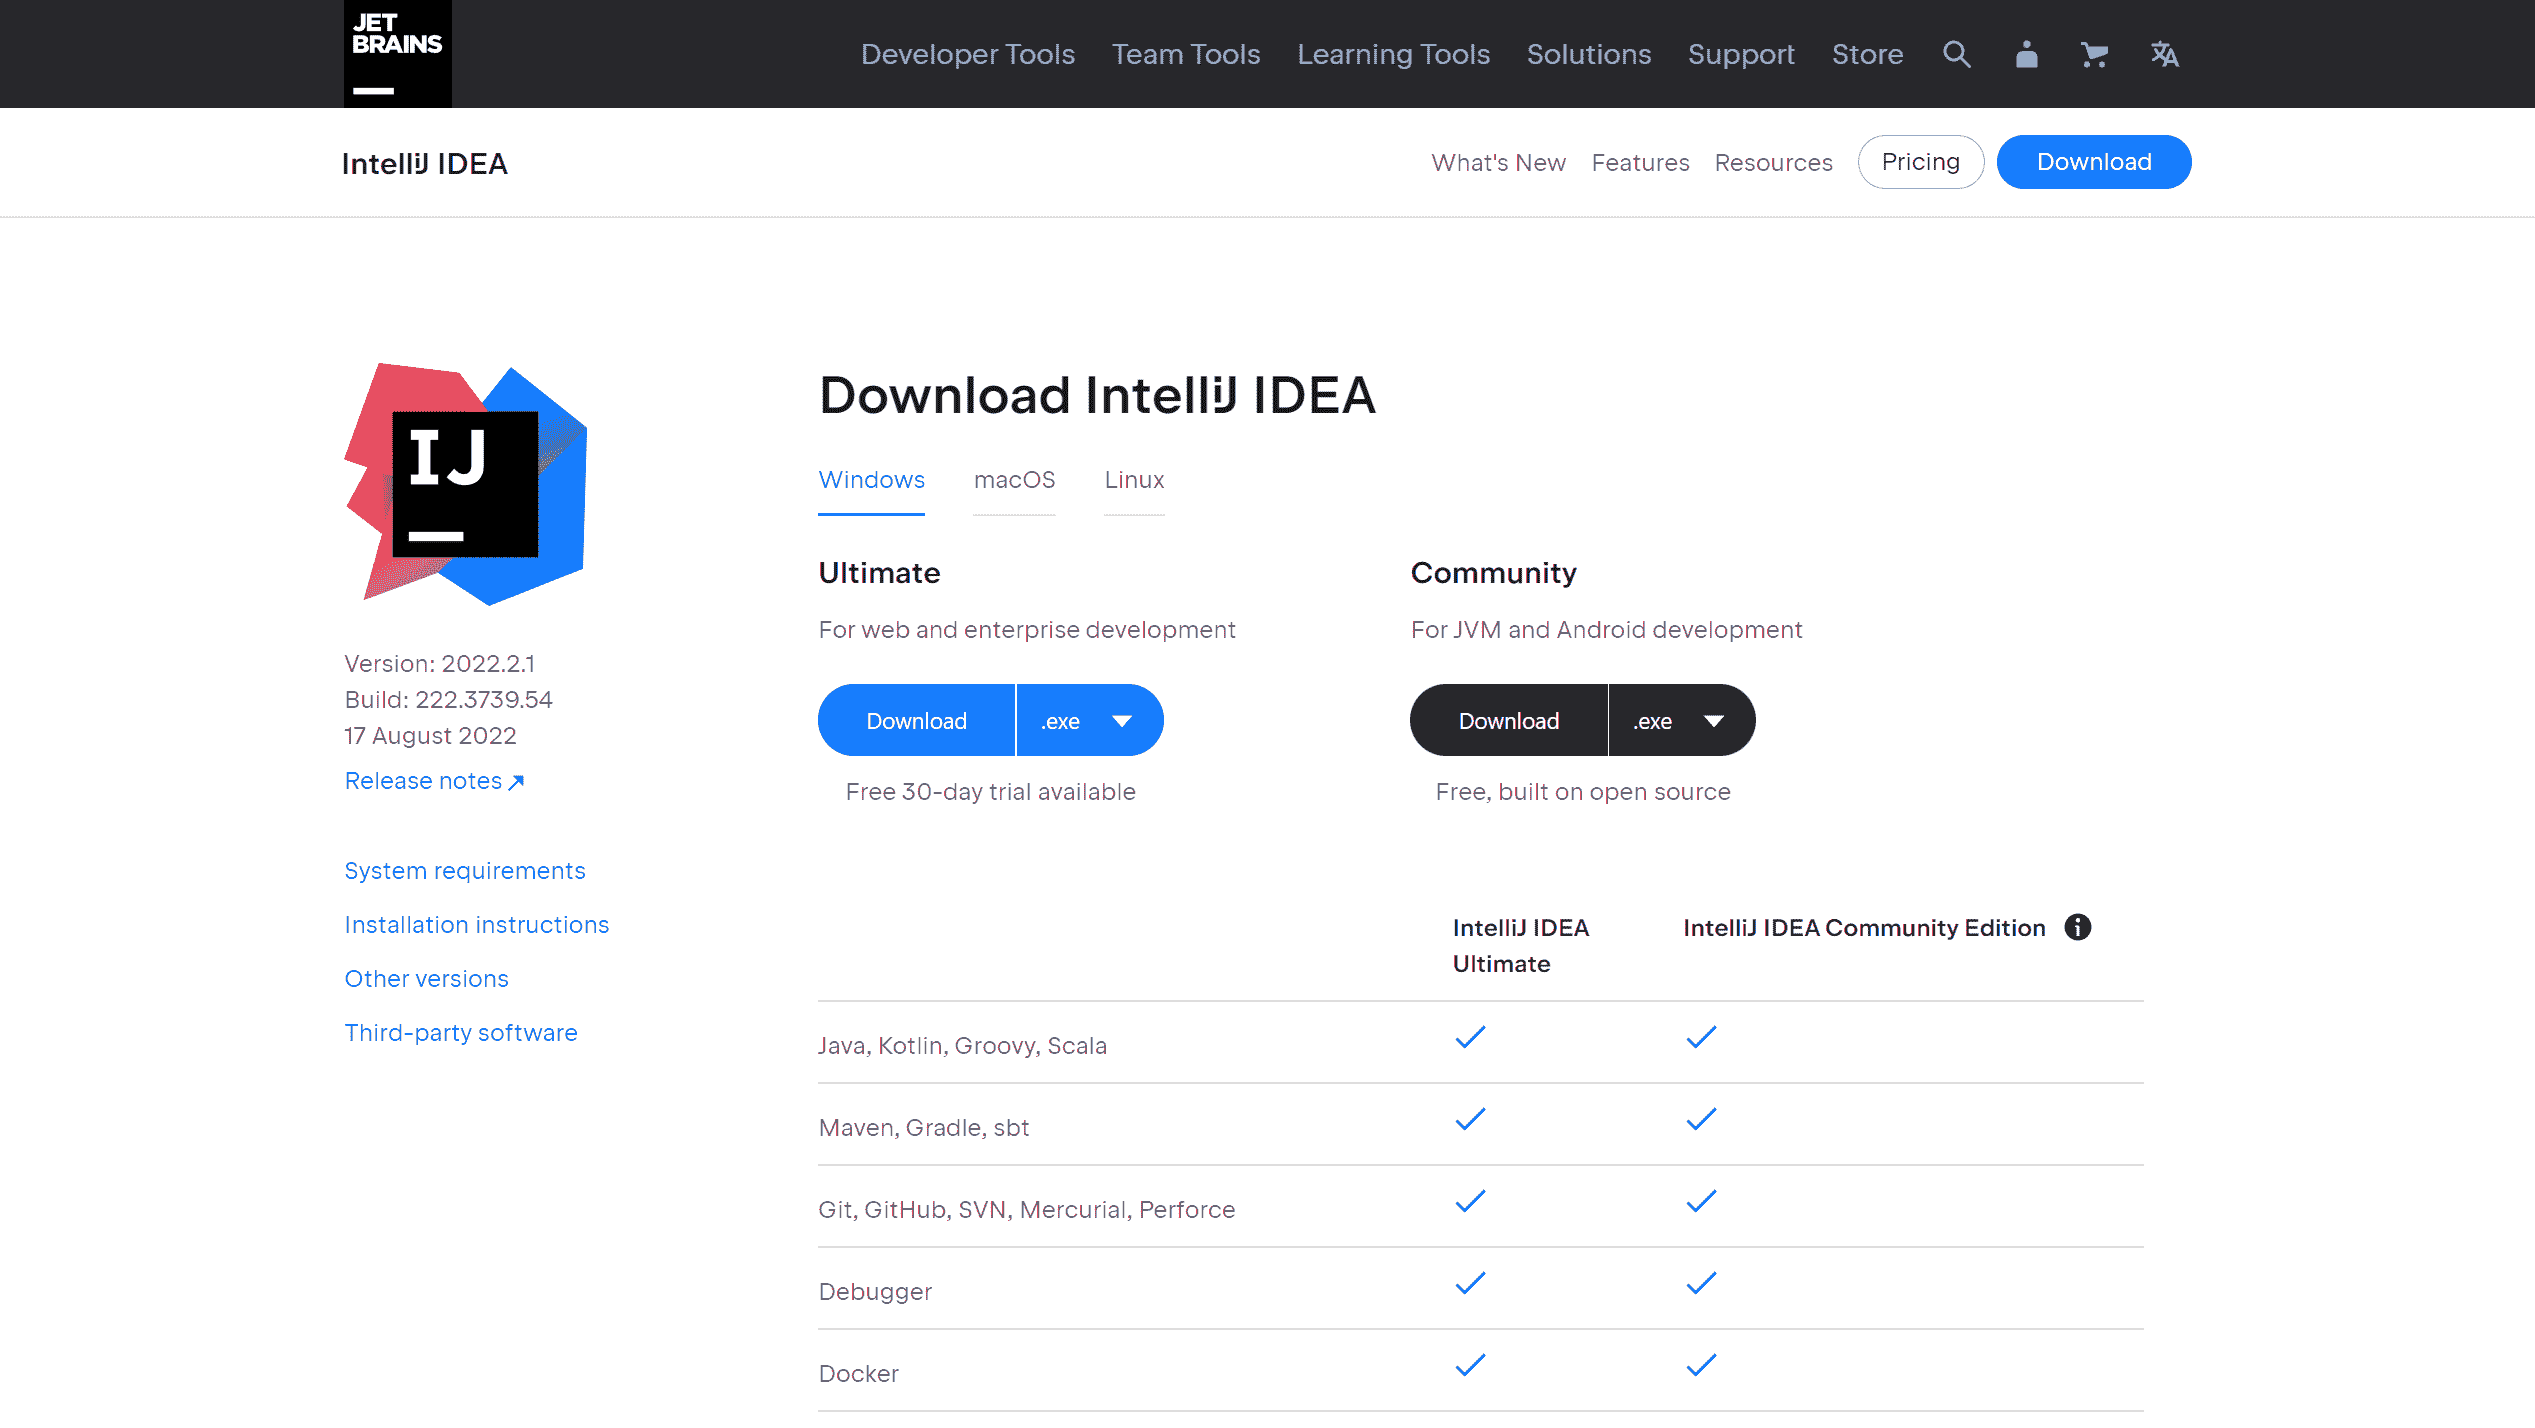 JET
BRAINS
Developer Tools Team Tools Learning Tools Solutions Support Store
IntelliJ IDEA
What's New Features Resources Pricing Download
IJ
Version: 2022.2.1
Build: 222.3739.54
17 August 2022
Release notes
System requirements
Installation instructions
Other versions
Third-party software
Download IntelliJ IDEA
Windows macOS Linux
Ultimate
For web and enterprise development
Download .exe
Free 30-day trial available
Community
For JVM and Android development
Download .exe
Free, built on open source
IntelliJ IDEA
Ultimate
IntelliJ IDEA Community Edition
Java, Kotlin, Groovy, Scala
Maven, Gradle, sbt
Git, GitHub, SVN, Mercurial, Perforce
Debugger
Docker